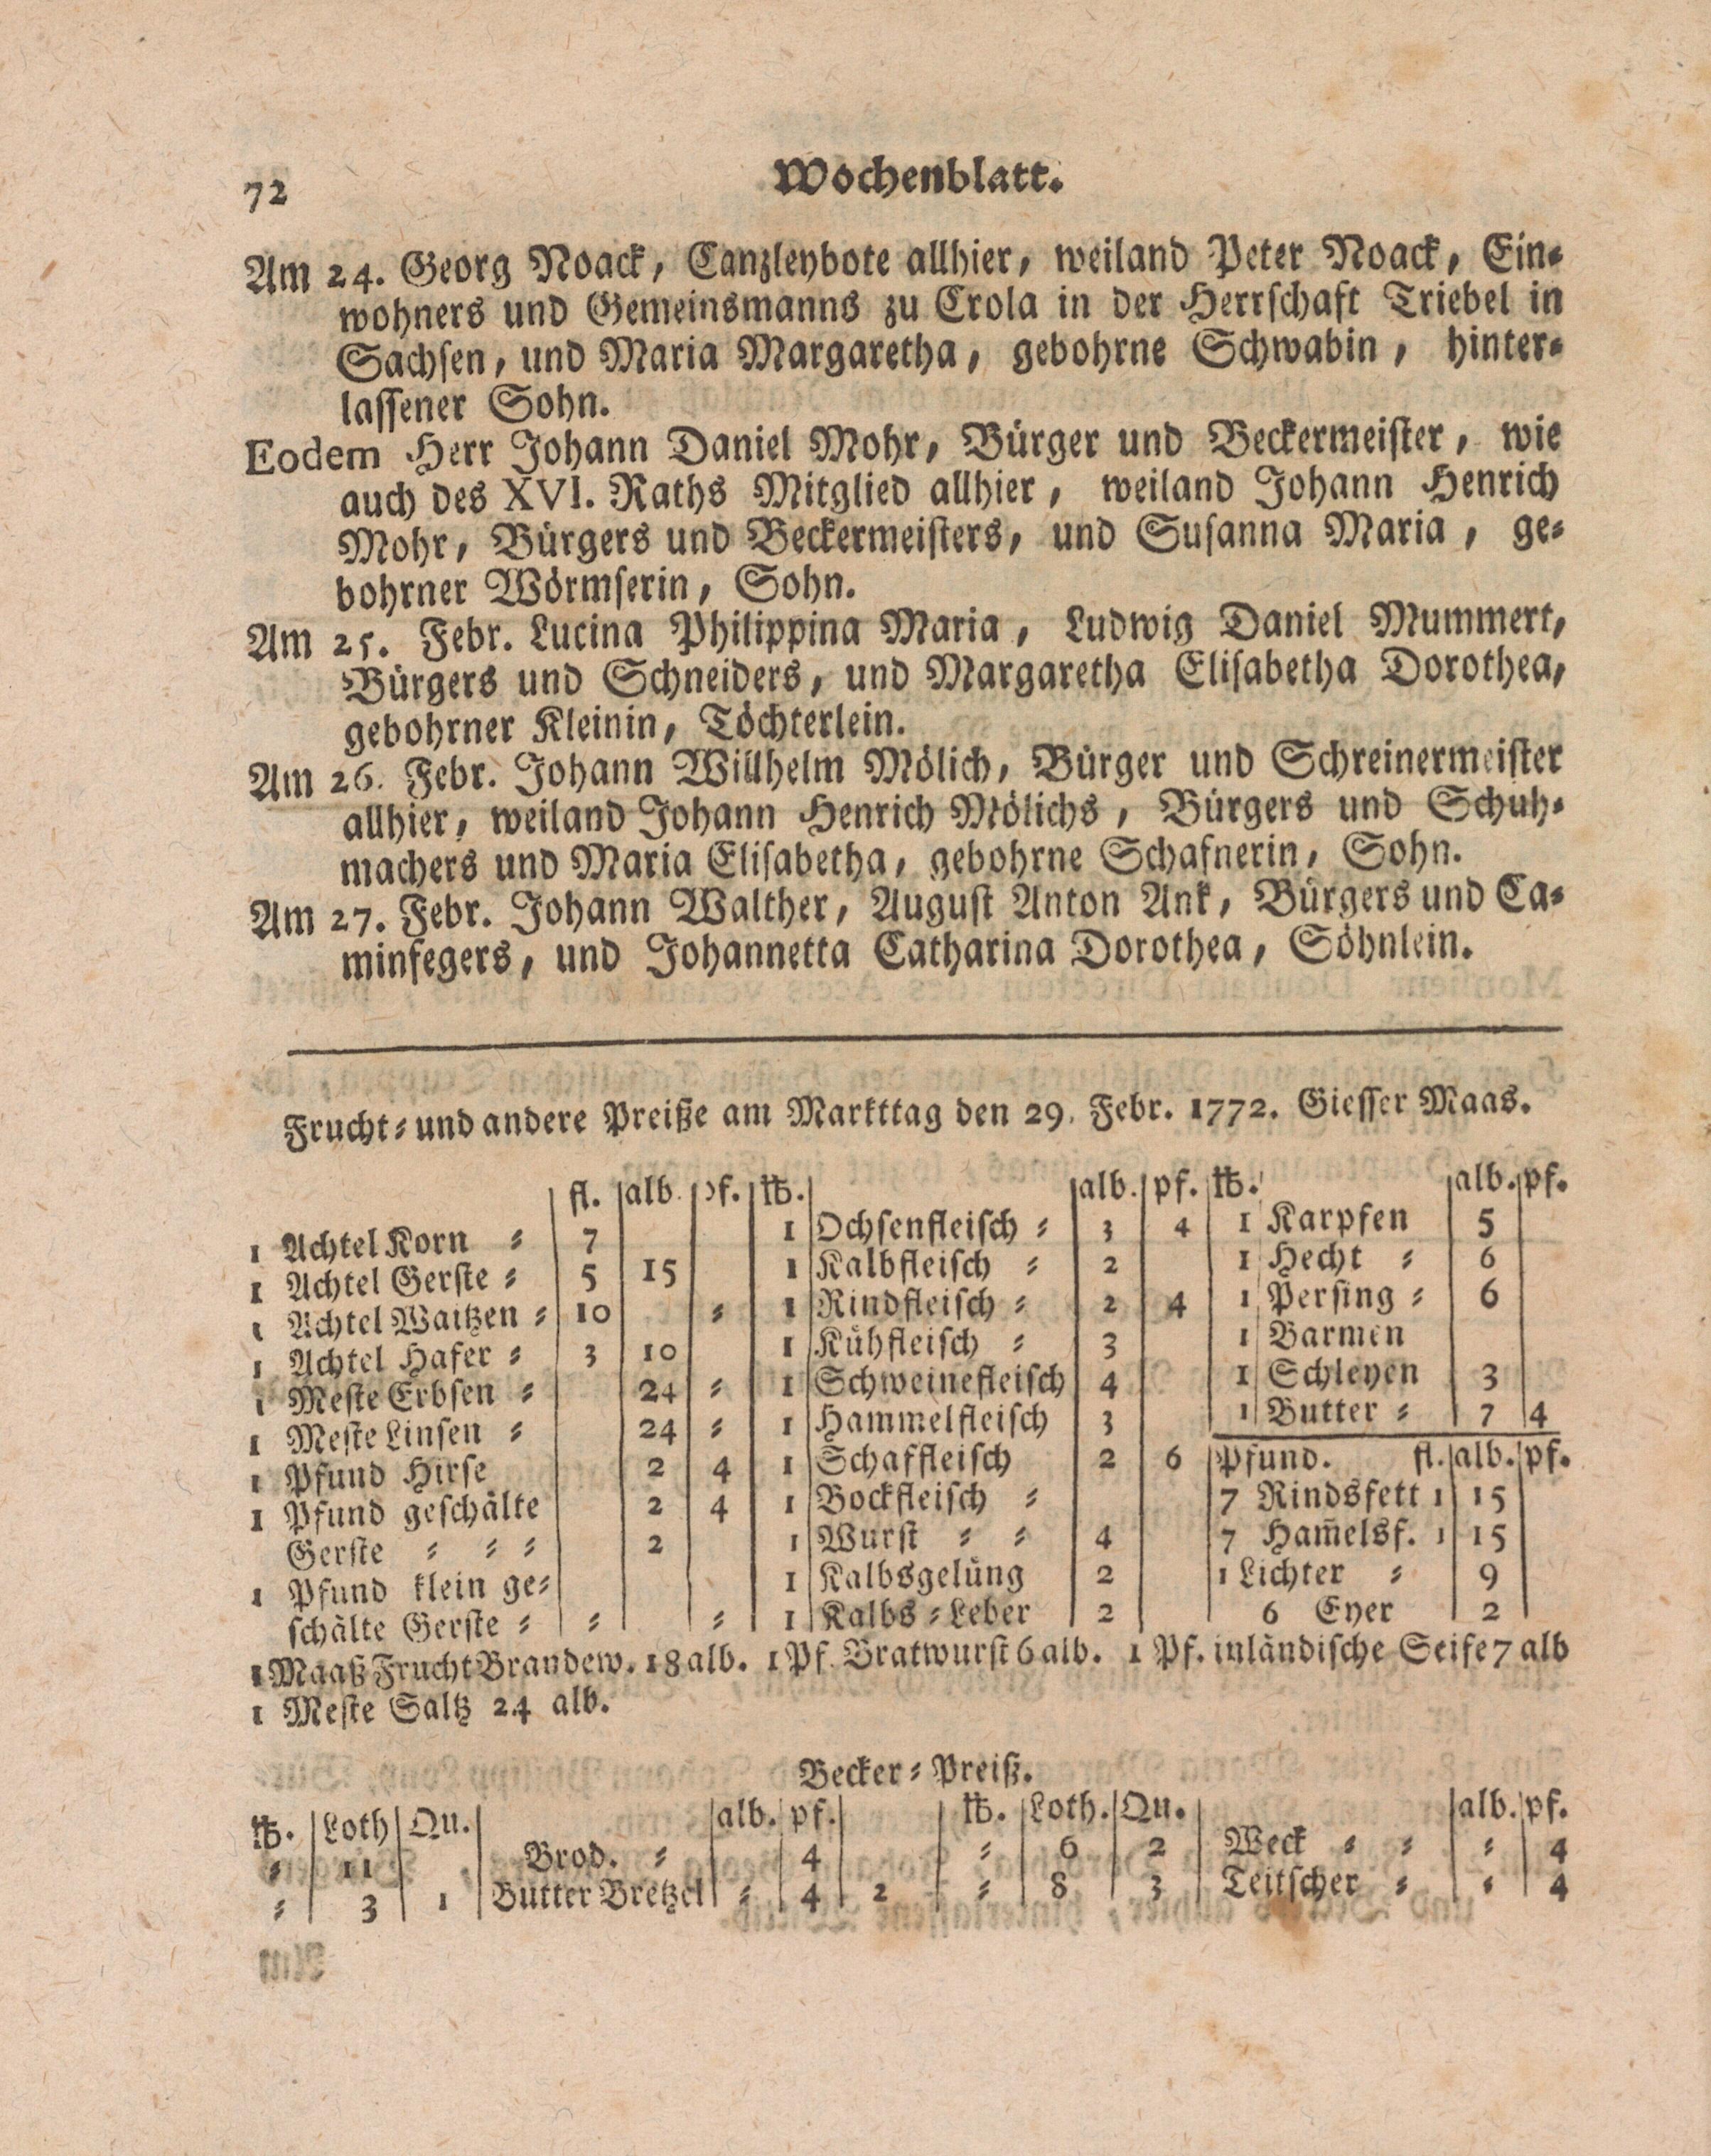 72 Wochenblatt.
Am 24. Georg Noack, Canzleybote allhier, weiland Peter Noack, Ein-
wohners und Gemeinsmanns zu Crola in der Herrschaft Triebel in
Sachsen, und Maria Margaretha, gebohrne Schwabin, hinter-
lassener Sohn.
Eodem Herr Johann Daniel Mohr, Bürger und Beckermeister, wie
auch des XVI. Raths Mitglied allhier, weiland Johann Henrich
Mohr, Bürgers und Beckermeisters, und Susanna Maria, ge-
bohrner Wörmserin, Sohn.
Am 25. Febr. Lucina Philippina Maria, Ludwig Daniel Mummert,
Bürgers und Schneiders, und Margaretha Elisabetha Dorothea,
gebohrner Kleinin, Töchterlein.
Am 26. Febr. Johann Willhelm Mölich, Bürger und Schreinermeister
allhier, weiland Johann Henrich Mölichs, Bürgers und Schuh-
machers und Maria Elisabetha, gebohrne Schafnerin, Sohn.
Am 27. Febr. Johann Walther, August Anton Ank, Bürgers und Ca-
minfegers, und Johannetta Catharina Dorothea, Söhnlein.
Frucht- und andere Preiße am Markttag den 29. Febr. 1772. Giesser Maas.
fl. alb. pf.
1 Achtel Korn = 7
1 Achtel Gerste = 5 15
1 Achtel Waitzen = 10 =
1 Achtel Hafer = 3 10
1 Meste Erbsen = 24 =
1 Meste Linsen = 24 =
1 Pfund Hirse 2 4
1 Pfund geschälte 2 4
Gerste = = = 2
1 Pfund klein ge-
schälte Gerste = = =
℔. alb. pf.
1 Ochsenfleisch = 3 4
1 Kalbfleisch = 2
1 Rindfleisch = 2 4
1 Kühfleisch = 3
1 Schweinefleisch 4
1 Hammelfleisch 3
1 Schaffleisch 2 6
1 Bockfleisch =
1 Wurst = = 4
1 Kalbsgelüng 2
1 Kalbs-Leber 2
℔. alb. pf.
1 Karpfen 5
1 Hecht = 6
1 Persing = 6
1 Barmen
1 Schleyen 3
1 Butter = 7 4
Pfund. fl. alb. pf.
7 Rindsfett 1 15
7 Ham̄elsf. 1 15
1 Lichter = 9
6 Eyer 2
1 Maaß Frucht Brandew. 18 alb. 1 Pf. Bratwurst 6 alb. 1 Pf. inländische Seife 7 alb
1 Meste Saltz 24 alb.
Becker-Preiß.
℔. Loth Qu. alb. pf. ℔. Loth. Qu. alb. pf.
= 11 Brod. = 4 = 6 2 Weck = = = 4
= 3 1 Butter Bretzel = 4 2 = 8 3 Teitscher = = 4